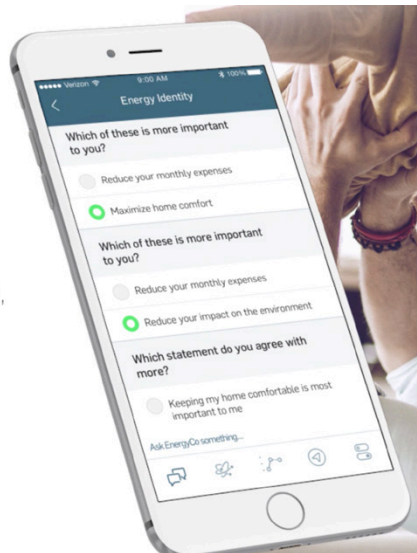 Verizon 9:00 AM 100%
Energy Identity
Which of these is more important
to you?
Reduce your monthly expenses
Maximize home comfort
Which of these is more important
to you?
Reduce your monthly expenses
Reduce your impact on the environment
Which statement do you agree with
more?
Keeping my home comfortable is most
important to me
Ask EnergyCo something...